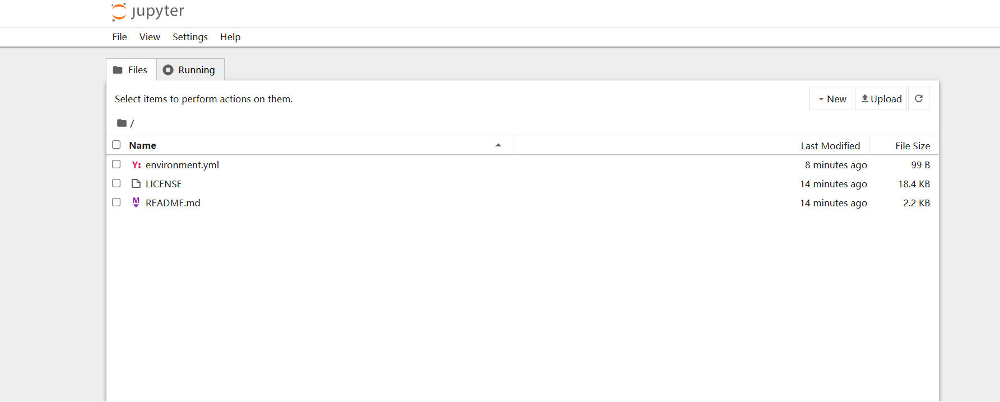 jupyter
File View Settings Help
Files Running
Select items to perform actions on them.
New Upload
/
Name Last Modified File Size
Y: environment.yml 8 minutes ago 99 B
LICENSE 14 minutes ago 18.4 KB
M README.md 14 minutes ago 2.2 KB